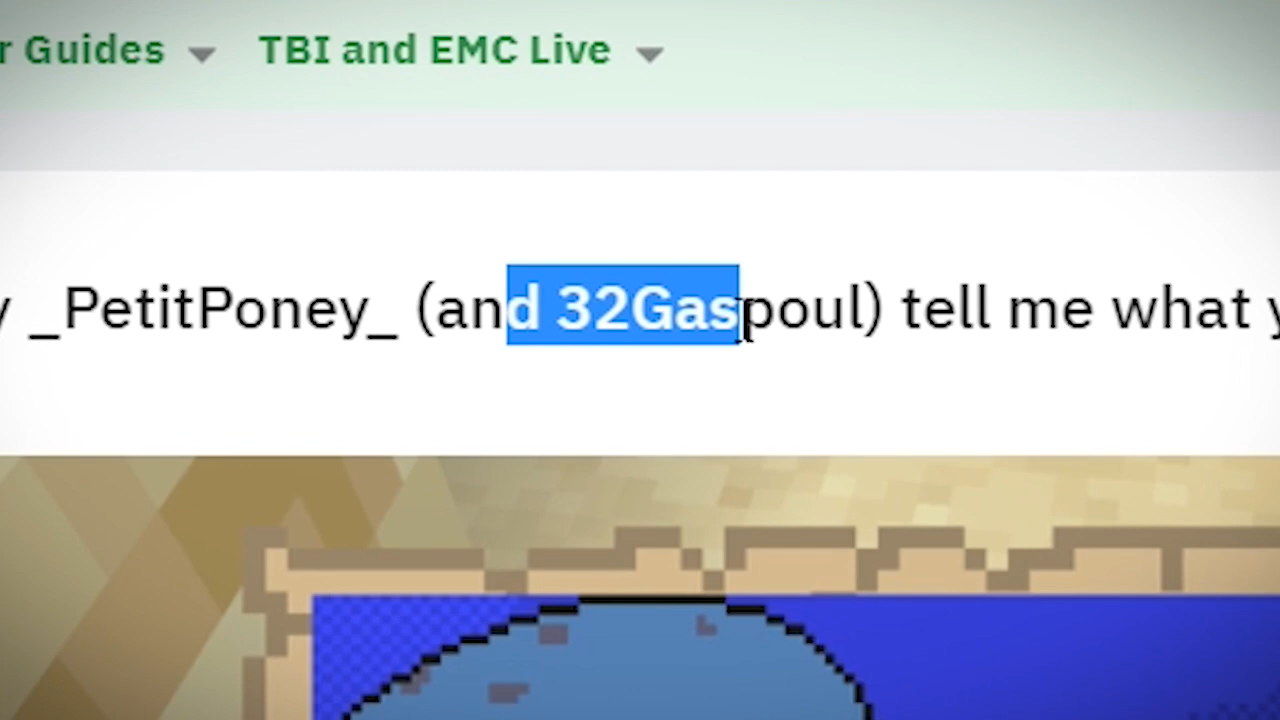 r Guides TBI and EMC Live
y _PetitPoney_ (and 32Gaspoul) tell me what y